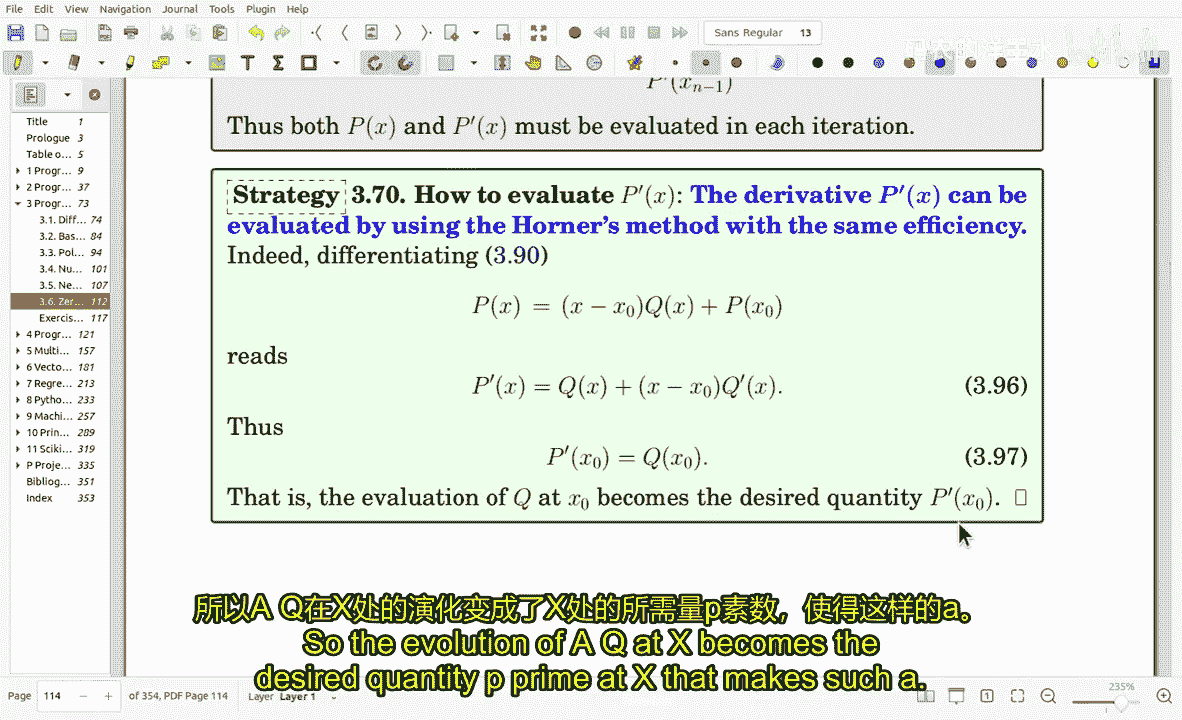 File Edit View Navigation Journal Tools Plugin Help
Sans Regular 13
Title 1
Prologue 3
Table o... 5
1 Progr... 9
2 Progr... 37
3 Prog... 73
3.1. Diff... 74
3.2. Bas... 84
3.3. Pol... 94
3.4. Nu... 101
3.5. Ne... 107
3.6. Zer... 112
Exercis... 117
4 Progr... 121
5 Multi... 157
6 Vecto... 181
7 Regre... 213
8 Pytho... 233
9 Machi... 257
10 Prin... 289
11 Sciki... 319
P Proje... 335
Bibliog... 351
Index 353
P′(xₙ₋₁)
Thus both P(x) and P′(x) must be evaluated in each iteration.
Strategy 3.70. How to evaluate P′(x): The derivative P′(x) can be
evaluated by using the Horner's method with the same efficiency.
Indeed, differentiating (3.90)
P(x) = (x − x₀)Q(x) + P(x₀)
reads
P′(x) = Q(x) + (x − x₀)Q′(x). (3.96)
Thus
P′(x₀) = Q(x₀). (3.97)
That is, the evaluation of Q at x₀ becomes the desired quantity P′(x₀). □
所以A Q在X处的演化变成了X处的所需量p素数，使得这样的a。
So the evolution of A Q at X becomes the
desired quantity p prime at X that makes such a.
Page 114 − + of 354, PDF Page 114 Layer Layer 1
235%